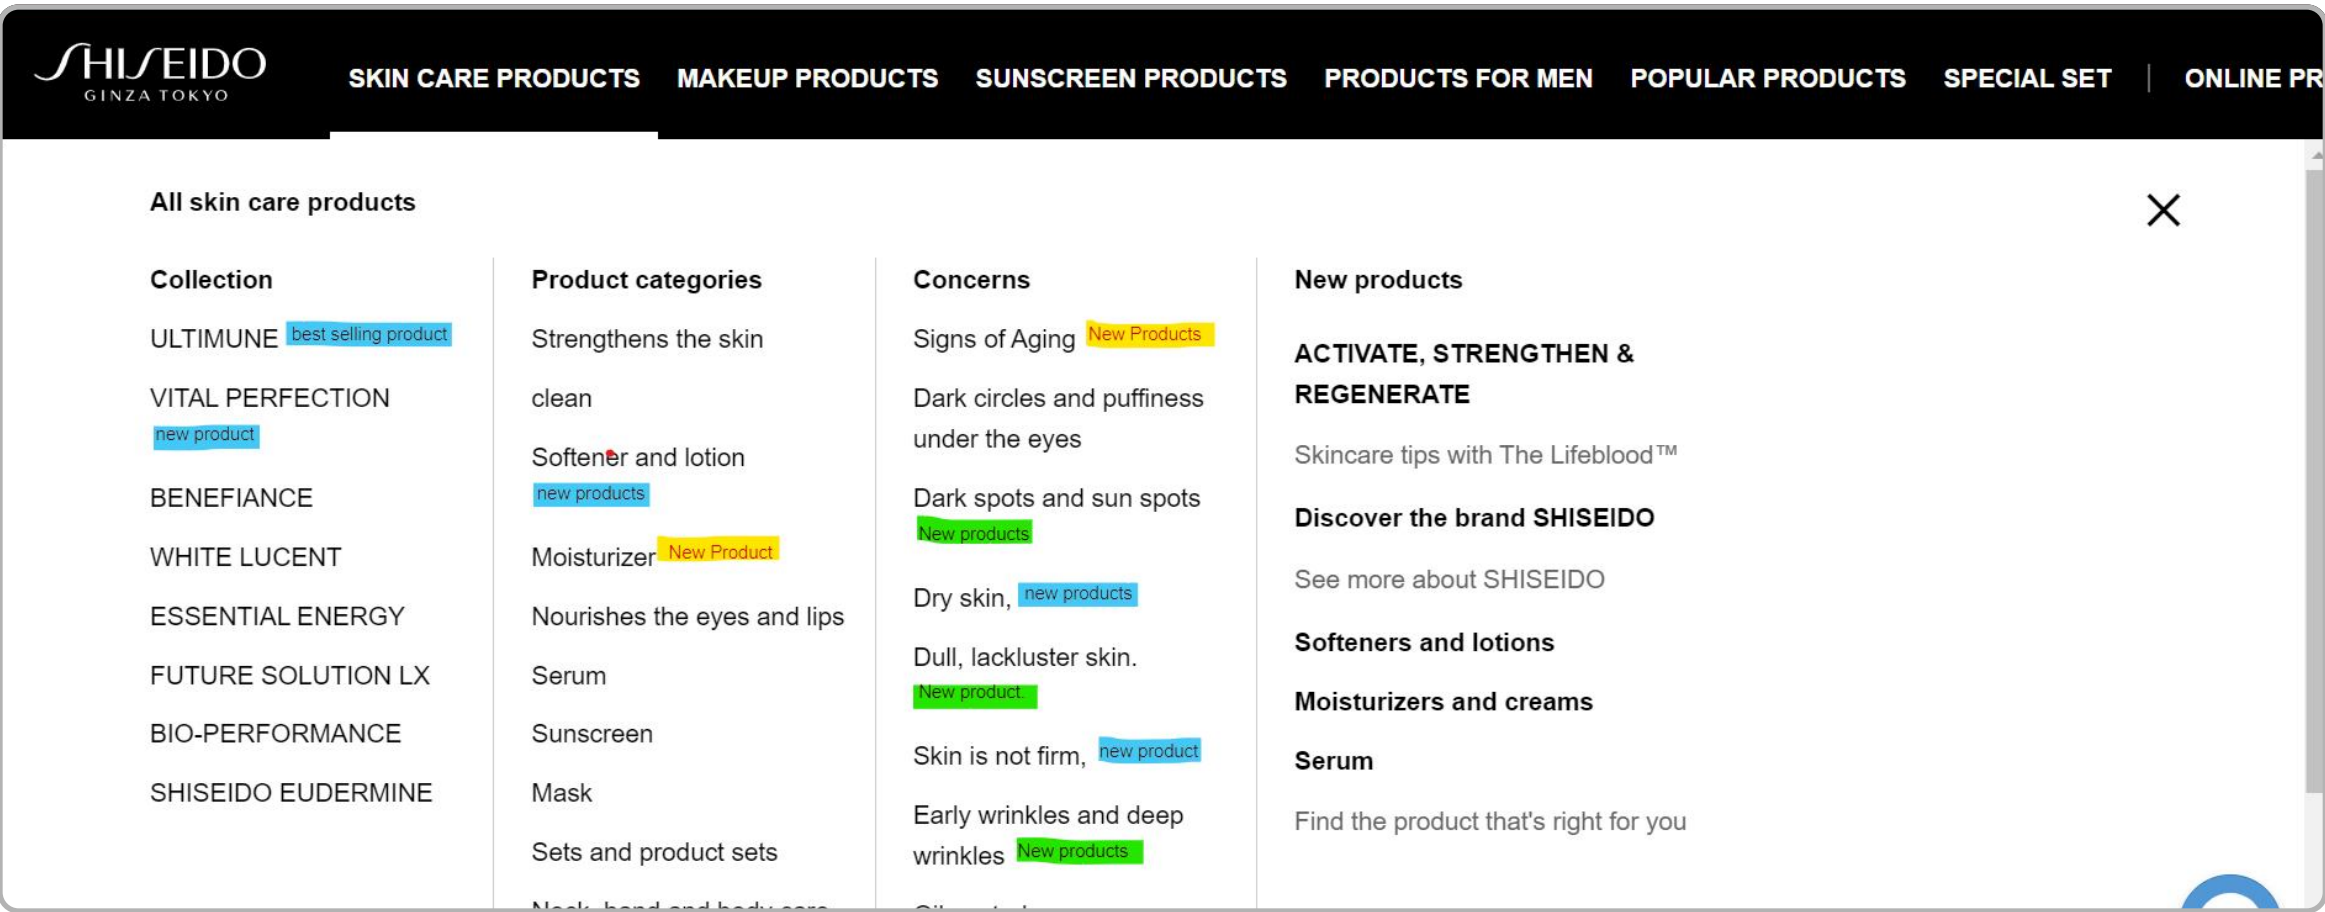 SHISEIDO
GINZA TOKYO
SKIN CARE PRODUCTS
MAKEUP PRODUCTS
SUNSCREEN PRODUCTS
PRODUCTS FOR MEN
POPULAR PRODUCTS
SPECIAL SET
ONLINE PR
All skin care products
Collection
ULTIMUNE best selling product
VITAL PERFECTION
new product
BENEFIANCE
WHITE LUCENT
ESSENTIAL ENERGY
FUTURE SOLUTION LX
BIO-PERFORMANCE
SHISEIDO EUDERMINE
Product categories
Strengthens the skin
clean
Softener and lotion
new products
Moisturizer New Product
Nourishes the eyes and lips
Serum
Sunscreen
Mask
Sets and product sets
Concerns
Signs of Aging New Products
Dark circles and puffiness
under the eyes
Dark spots and sun spots
New products
Dry skin, new products
Dull, lackluster skin.
New product.
Skin is not firm, new product
Early wrinkles and deep
wrinkles New products
New products
ACTIVATE, STRENGTHEN &
REGENERATE
Skincare tips with The Lifeblood™
Discover the brand SHISEIDO
See more about SHISEIDO
Softeners and lotions
Moisturizers and creams
Serum
Find the product that's right for you